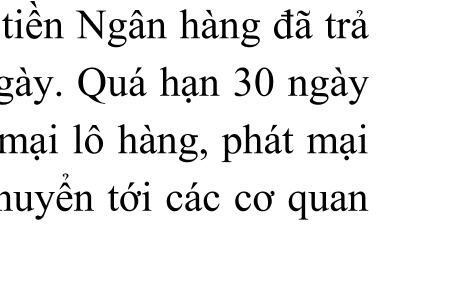 tiền Ngân hàng đã trả
gày. Quá hạn 30 ngày
mại lô hàng, phát mại
huyển tới các cơ quan